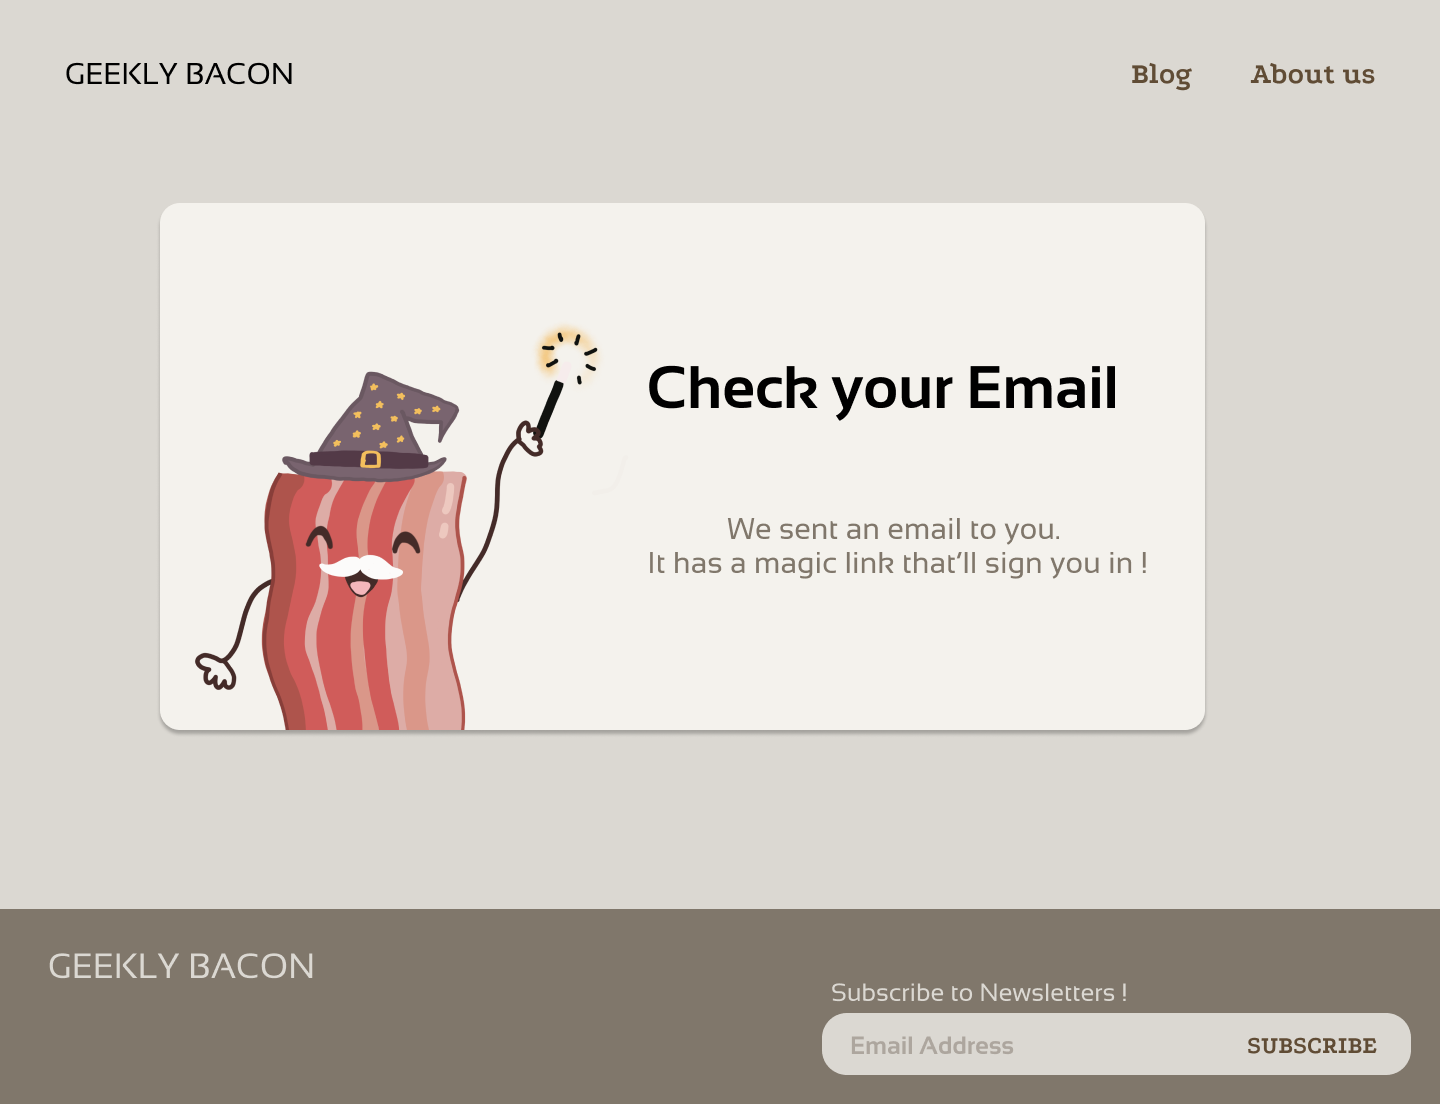 GEEKLY BACON
Blog
About us
Check your Email
We sent an email to you.
It has a magic link that'll sign you in !
GEEKLY BACON
Subscribe to Newsletters !
Email Address
SUBSCRIBE